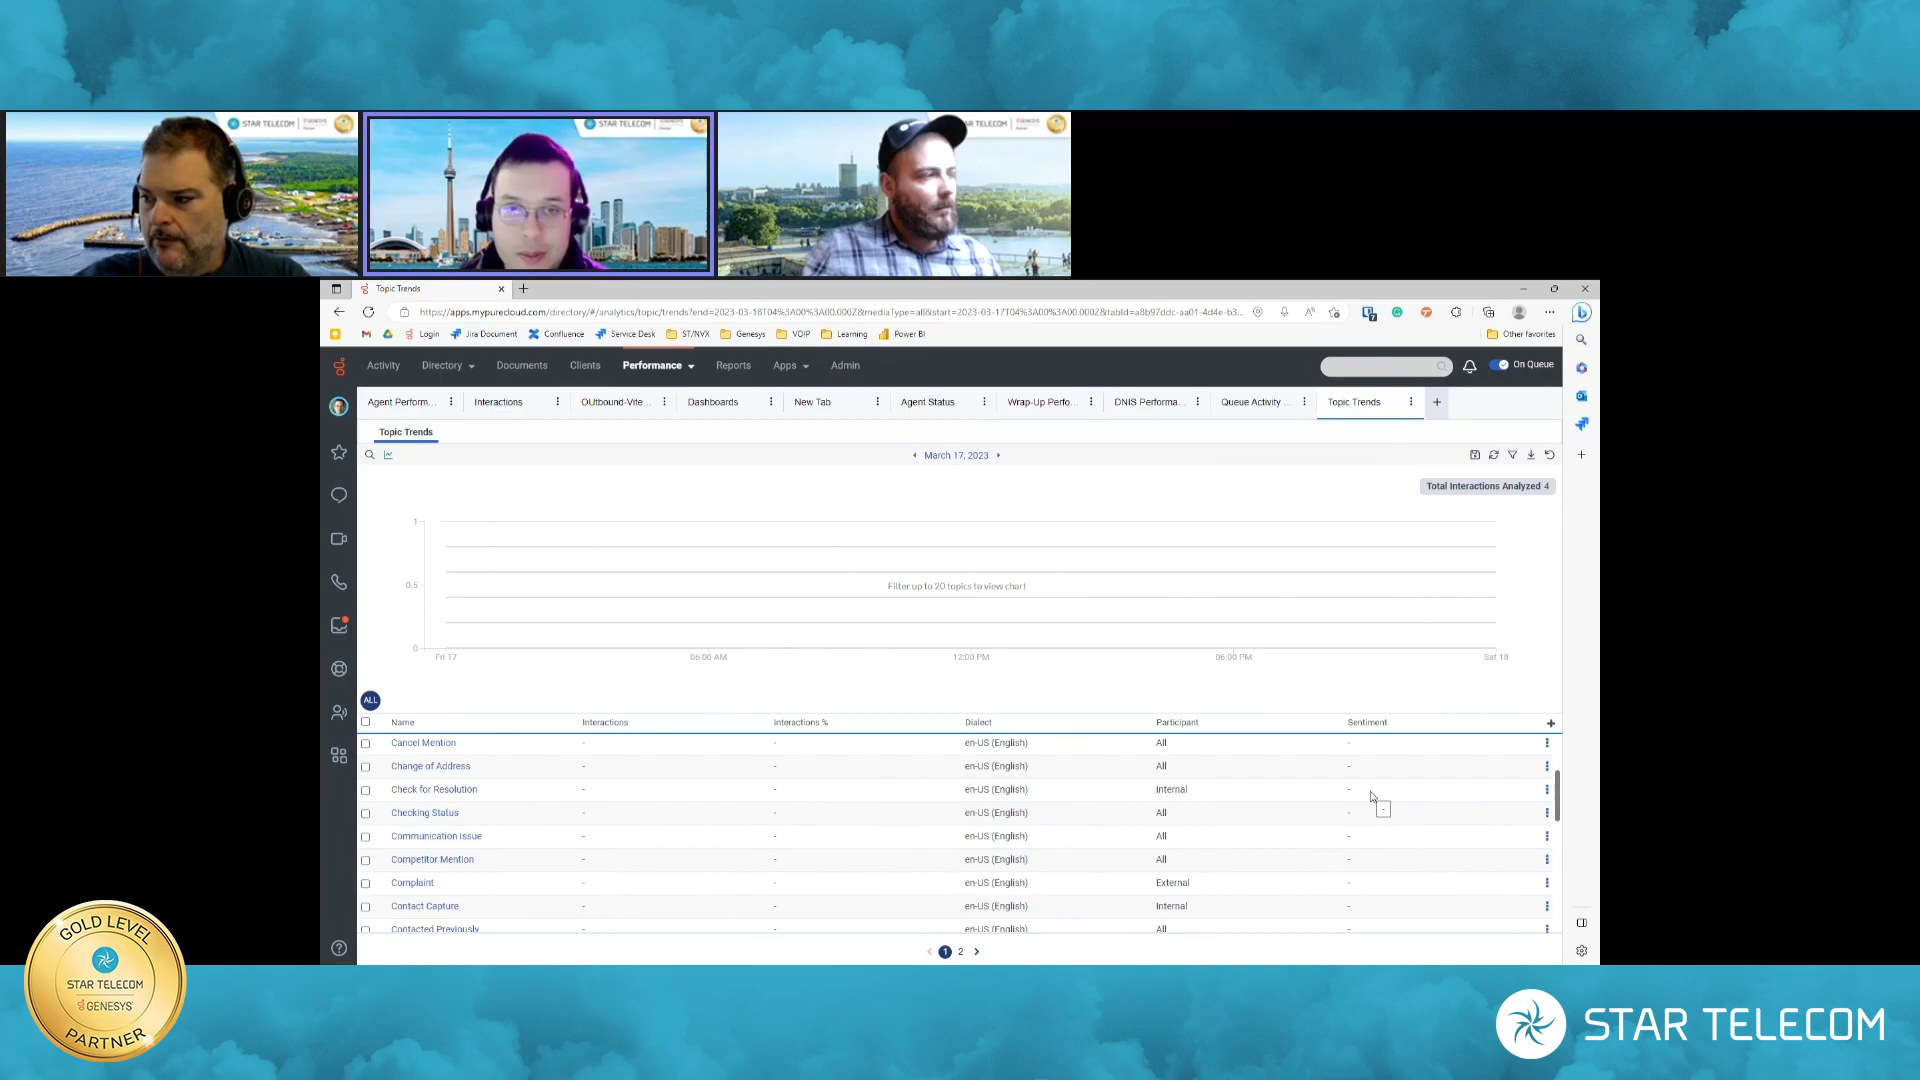 STAR TELECOM
STAR TELECOM
Topic Trends
https://apps.mypurecloud.com/directory/#/analytics/topic/trends?end=2023-03-18T04%3A00%3A00.000Z&mediaType=all&start=2023-03-17T04%3A00%3A00.000Z&tabId=a8b97ddc-aa01-4d4e-b3...
Login Jira Document Confluence Service Desk ST/NVX Genesys VOIP Learning Power BI Other favorites
Activity Directory Documents Clients Performance Reports Apps Admin On Queue
Agent Perform... Interactions OUtbound-Vite... Dashboards New Tab Agent Status Wrap-Up Perfo... DNIS Performa... Queue Activity ... Topic Trends
Topic Trends
March 17, 2023
Total Interactions Analyzed 4
1
0.5
Filter up to 20 topics to view chart
0
Fri 17 06:00 AM 12:00 PM 06:00 PM Sat 18
ALL
Name Interactions Interactions % Dialect Participant Sentiment
Cancel Mention - - en-US (English) All -
Change of Address - - en-US (English) All -
Check for Resolution - - en-US (English) Internal -
Checking Status - - en-US (English) All -
Communication Issue - - en-US (English) All -
Competitor Mention - - en-US (English) All -
Complaint - - en-US (English) External -
Contact Capture - - en-US (English) Internal -
Contacted Previously - - en-US (English) All -
1 2
GOLD LEVEL
STAR TELECOM
GENESYS
PARTNER
STAR TELECOM